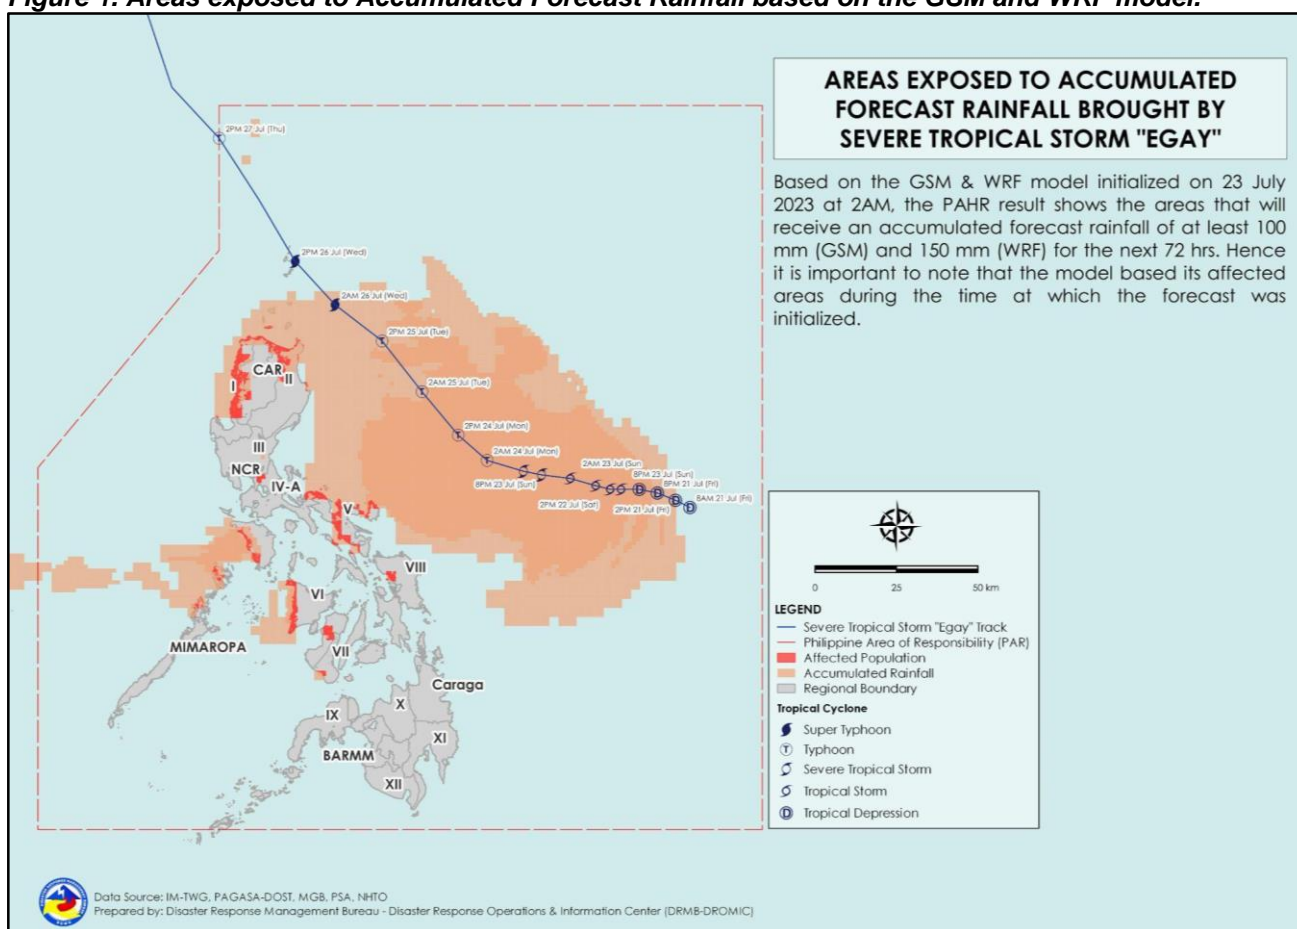 Figure 1. Areas exposed to Accumulated Forecast Rainfall based on the GSM and WRF model.
AREAS EXPOSED TO ACCUMULATED
FORECAST RAINFALL BROUGHT BY
SEVERE TROPICAL STORM "EGAY"
Based on the GSM & WRF model initialized on 23 July
2023 at 2AM, the PAHR result shows the areas that will
receive an accumulated forecast rainfall of at least 100
mm (GSM) and 150 mm (WRF) for the next 72 hrs. Hence
it is important to note that the model based its affected
areas during the time at which the forecast was
initialized.
2PM 27 Jul (Thu)
2PM 26 Jul (Wed)
2AM 26 Jul (Wed)
2PM 25 Jul (Tue)
2AM 25 Jul (Tue)
2PM 24 Jul (Mon)
2AM 24 Jul (Mon)
8PM 23 Jul (Sun)
2AM 23 Jul (Sun
8PM 23 Jul (Sun)
2PM 22 Jul (Sat)
8PM 21 Jul (Fri)
2PM 21 Jul (Fri)
8AM 21 Jul (Fri)
CAR
I
II
III
NCR
IV-A
V
VIII
VI
MIMAROPA
VII
Caraga
X
IX
XI
BARMM
XII
0 25 50 km
LEGEND
Severe Tropical Storm "Egay" Track
Philippine Area of Responsibility (PAR)
Affected Population
Accumulated Rainfall
Regional Boundary
Tropical Cyclone
Super Typhoon
T Typhoon
Severe Tropical Storm
Tropical Storm
D Tropical Depression
Data Source: IM-TWG, PAGASA-DOST, MGB, PSA, NHTO
Prepared by: Disaster Response Management Bureau - Disaster Response Operations & Information Center (DRMB-DROMIC)